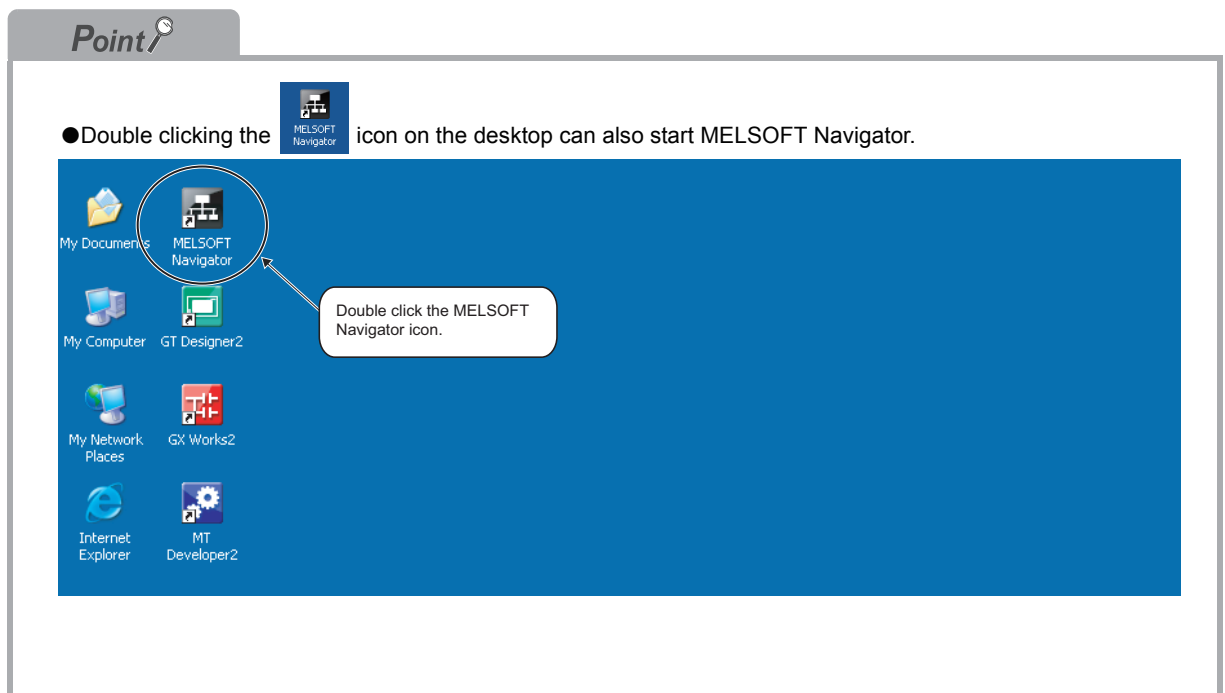 Point
●Double clicking the MELSOFT Navigator icon on the desktop can also start MELSOFT Navigator.
My Documents
MELSOFT
Navigator
Double click the MELSOFT
Navigator icon.
My Computer
GT Designer2
My Network
Places
GX Works2
Internet
Explorer
MT
Developer2